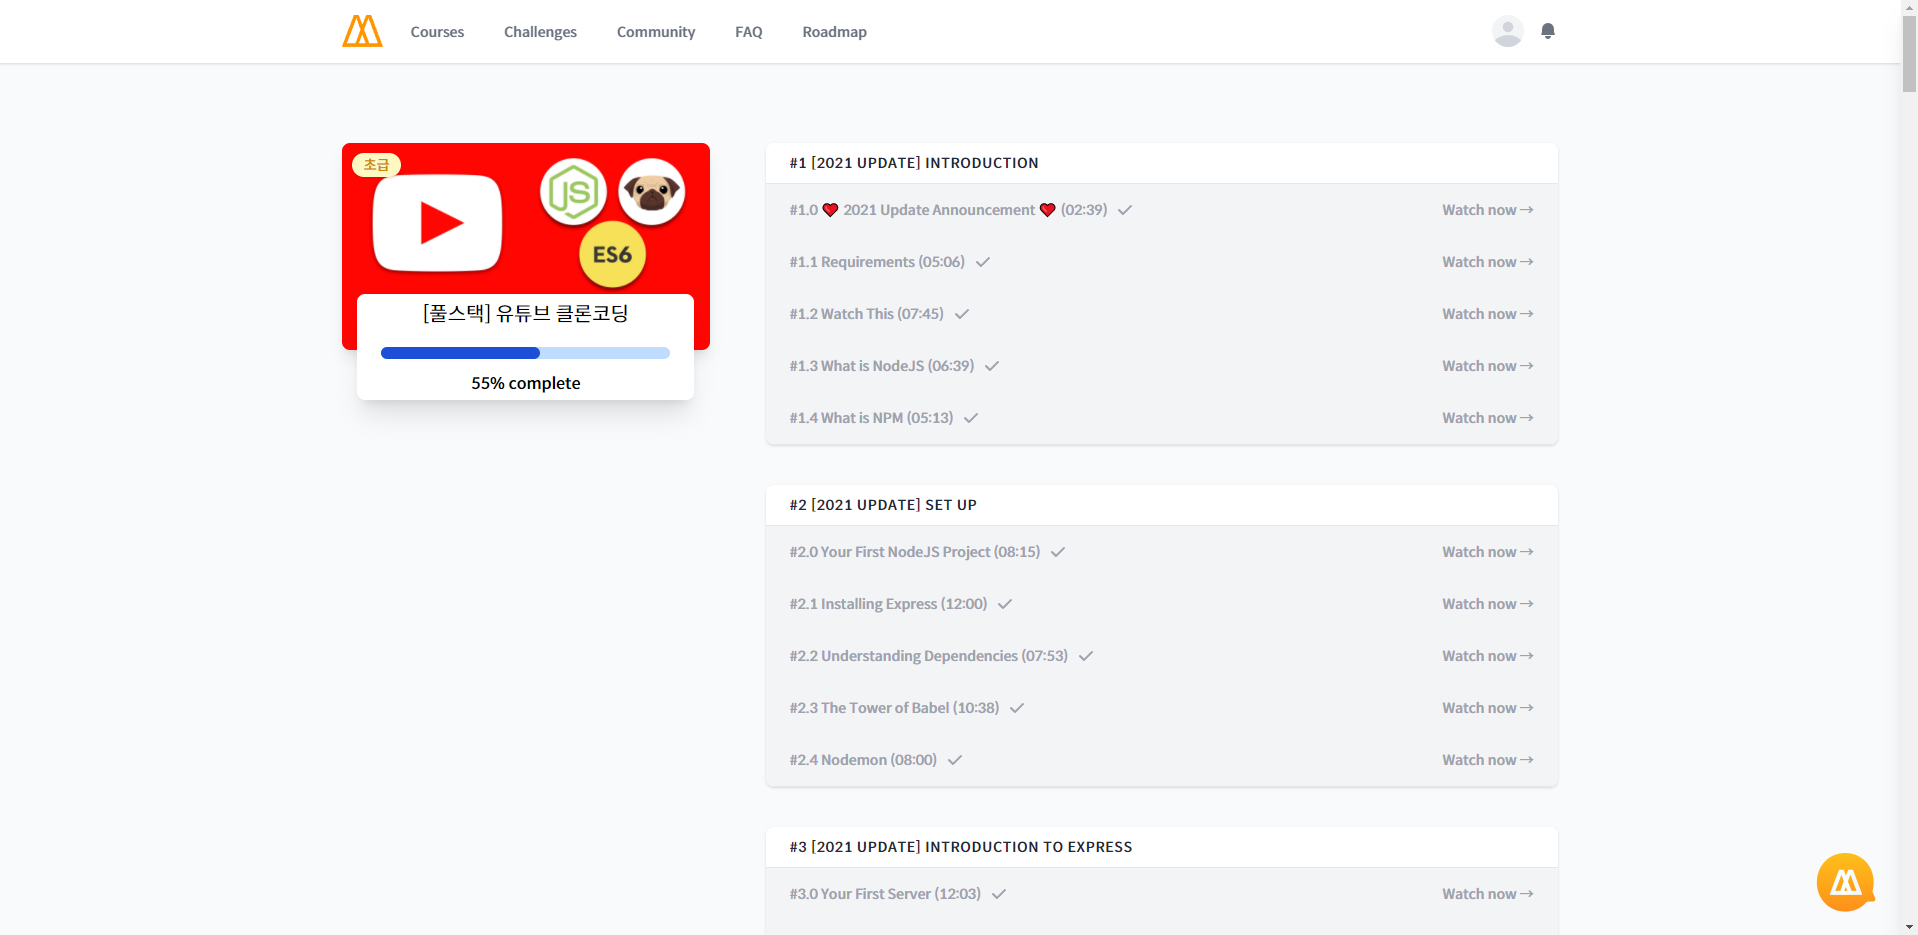 Courses Challenges Community FAQ Roadmap
초급
JS
ES6
[풀스택] 유튜브 클론코딩
55% complete
#1 [2021 UPDATE] INTRODUCTION
#1.0 ❤️ 2021 Update Announcement ❤️ (02:39) ✓ Watch now →
#1.1 Requirements (05:06) ✓ Watch now →
#1.2 Watch This (07:45) ✓ Watch now →
#1.3 What is NodeJS (06:39) ✓ Watch now →
#1.4 What is NPM (05:13) ✓ Watch now →
#2 [2021 UPDATE] SET UP
#2.0 Your First NodeJS Project (08:15) ✓ Watch now →
#2.1 Installing Express (12:00) ✓ Watch now →
#2.2 Understanding Dependencies (07:53) ✓ Watch now →
#2.3 The Tower of Babel (10:38) ✓ Watch now →
#2.4 Nodemon (08:00) ✓ Watch now →
#3 [2021 UPDATE] INTRODUCTION TO EXPRESS
#3.0 Your First Server (12:03) ✓ Watch now →